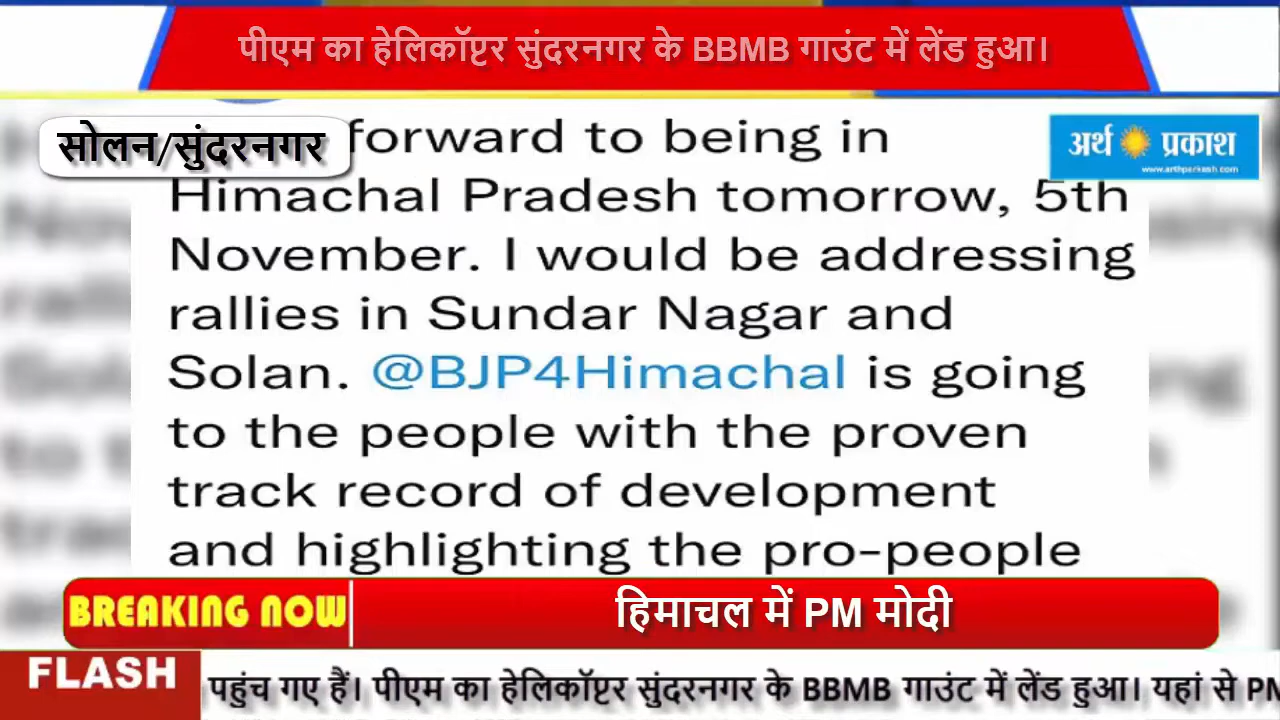 पीएम का हेलिकॉप्टर सुंदरनगर के BBMB गाउंट में लेंड हुआ।
सोलन/सुंदरनगर
forward to being in
अर्थ प्रकाश
www.arthparkash.com
Himachal Pradesh tomorrow, 5th
November. I would be addressing
rallies in Sundar Nagar and
Solan. @BJP4Himachal is going
to the people with the proven
track record of development
and highlighting the pro-people
BREAKING NOW
हिमाचल में PM मोदी
FLASH
पहुंच गए हैं। पीएम का हेलिकॉप्टर सुंदरनगर के BBMB गाउंट में लेंड हुआ। यहां से PM